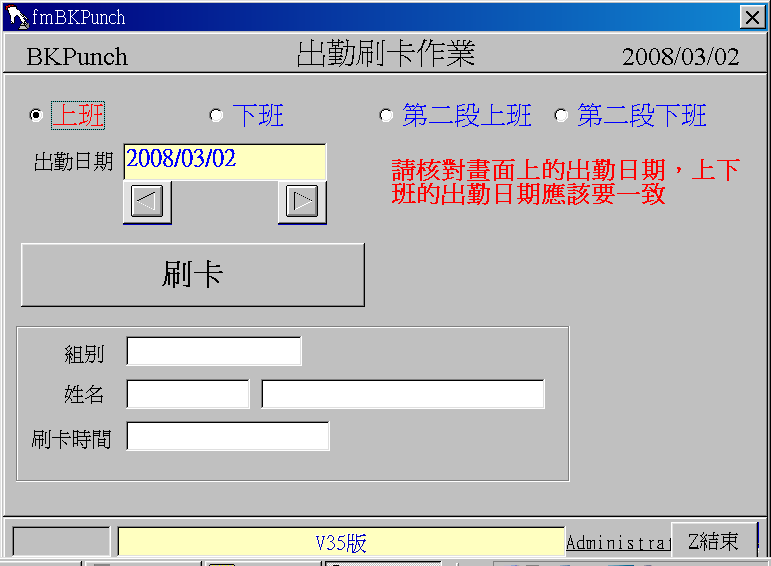 fmBKPunch
BKPunch 出勤刷卡作業 2008/03/02
上班 下班 第二段上班 第二段下班
出勤日期 2008/03/02
請核對畫面上的出勤日期，上下
班的出勤日期應該要一致
刷卡
組別
姓名
刷卡時間
V35版 Administrat Z結束